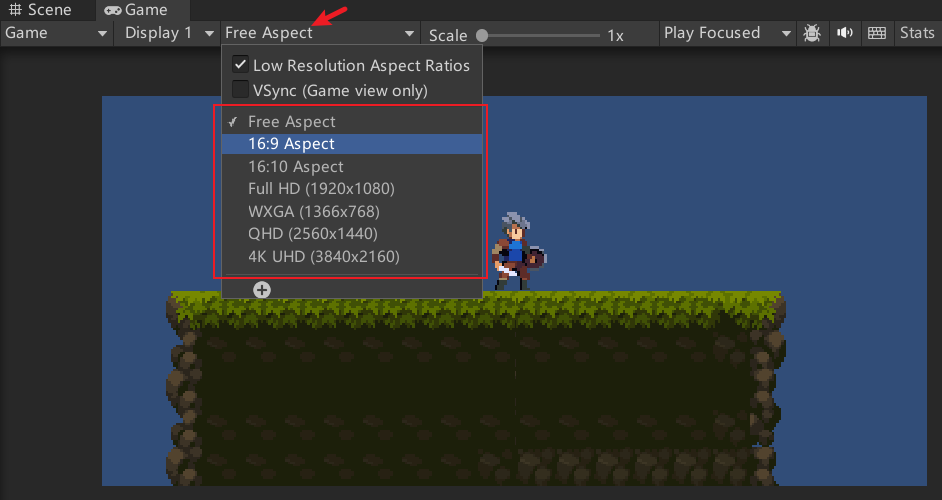 Scene Game
Game Display 1 Free Aspect Scale 1x Play Focused Stats
Low Resolution Aspect Ratios
VSync (Game view only)
Free Aspect
16:9 Aspect
16:10 Aspect
Full HD (1920x1080)
WXGA (1366x768)
QHD (2560x1440)
4K UHD (3840x2160)